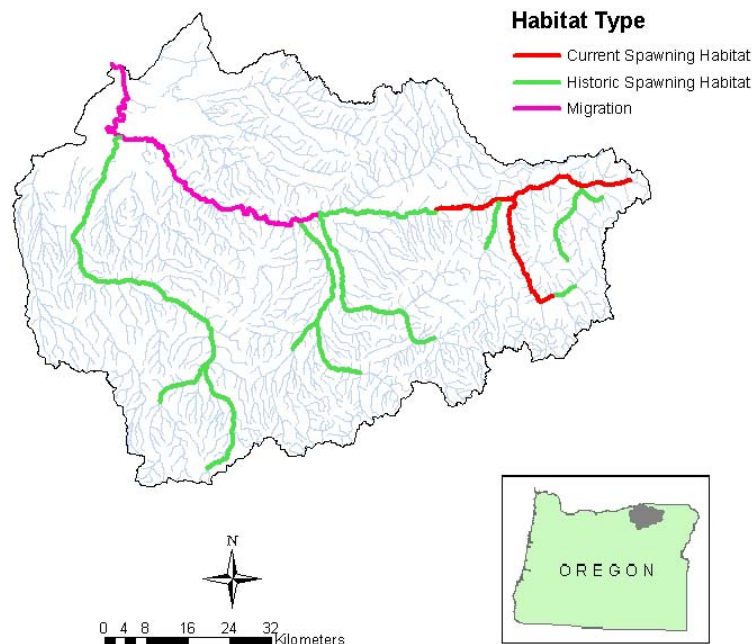 Habitat Type
Current Spawning Habitat
Historic Spawning Habitat
Migration
OREGON
N
0 4 8 16 24 32
Kilometers